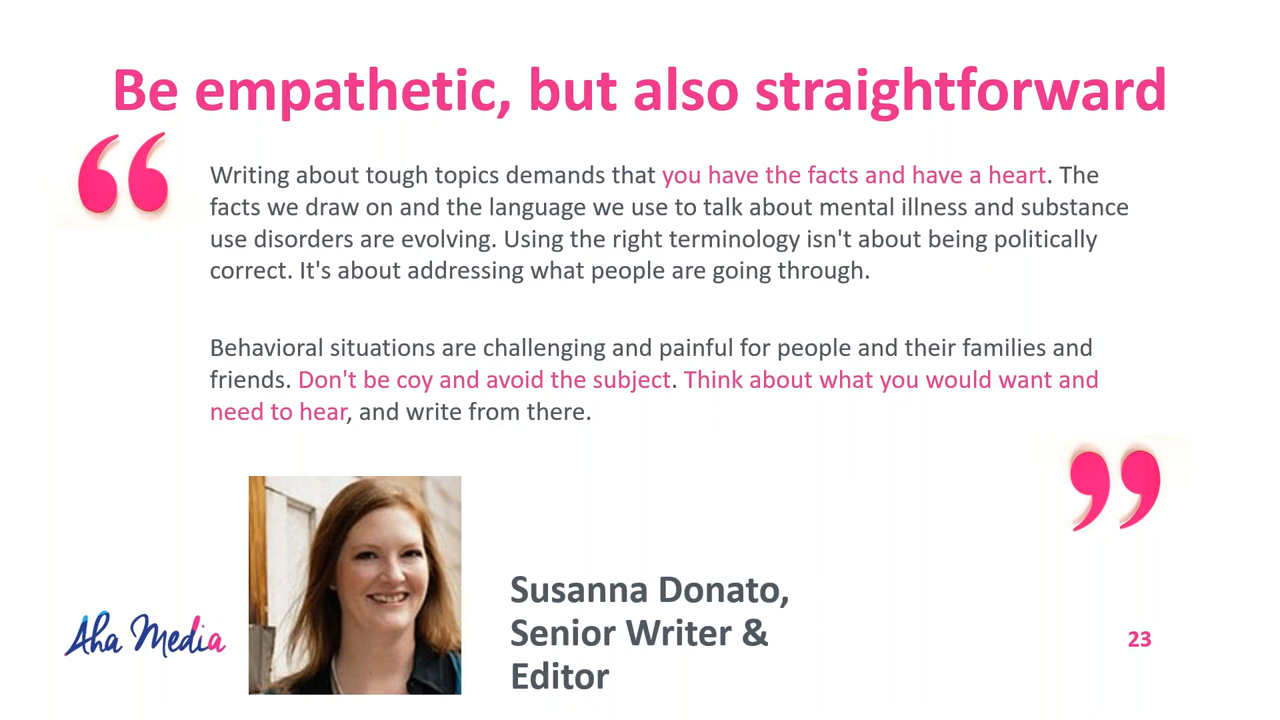 Be empathetic, but also straightforward
Writing about tough topics demands that you have the facts and have a heart. The
facts we draw on and the language we use to talk about mental illness and substance
use disorders are evolving. Using the right terminology isn't about being politically
correct. It's about addressing what people are going through.
Behavioral situations are challenging and painful for people and their families and
friends. Don't be coy and avoid the subject. Think about what you would want and
need to hear, and write from there.
Susanna Donato,
Senior Writer &
Editor
Aha Media
23